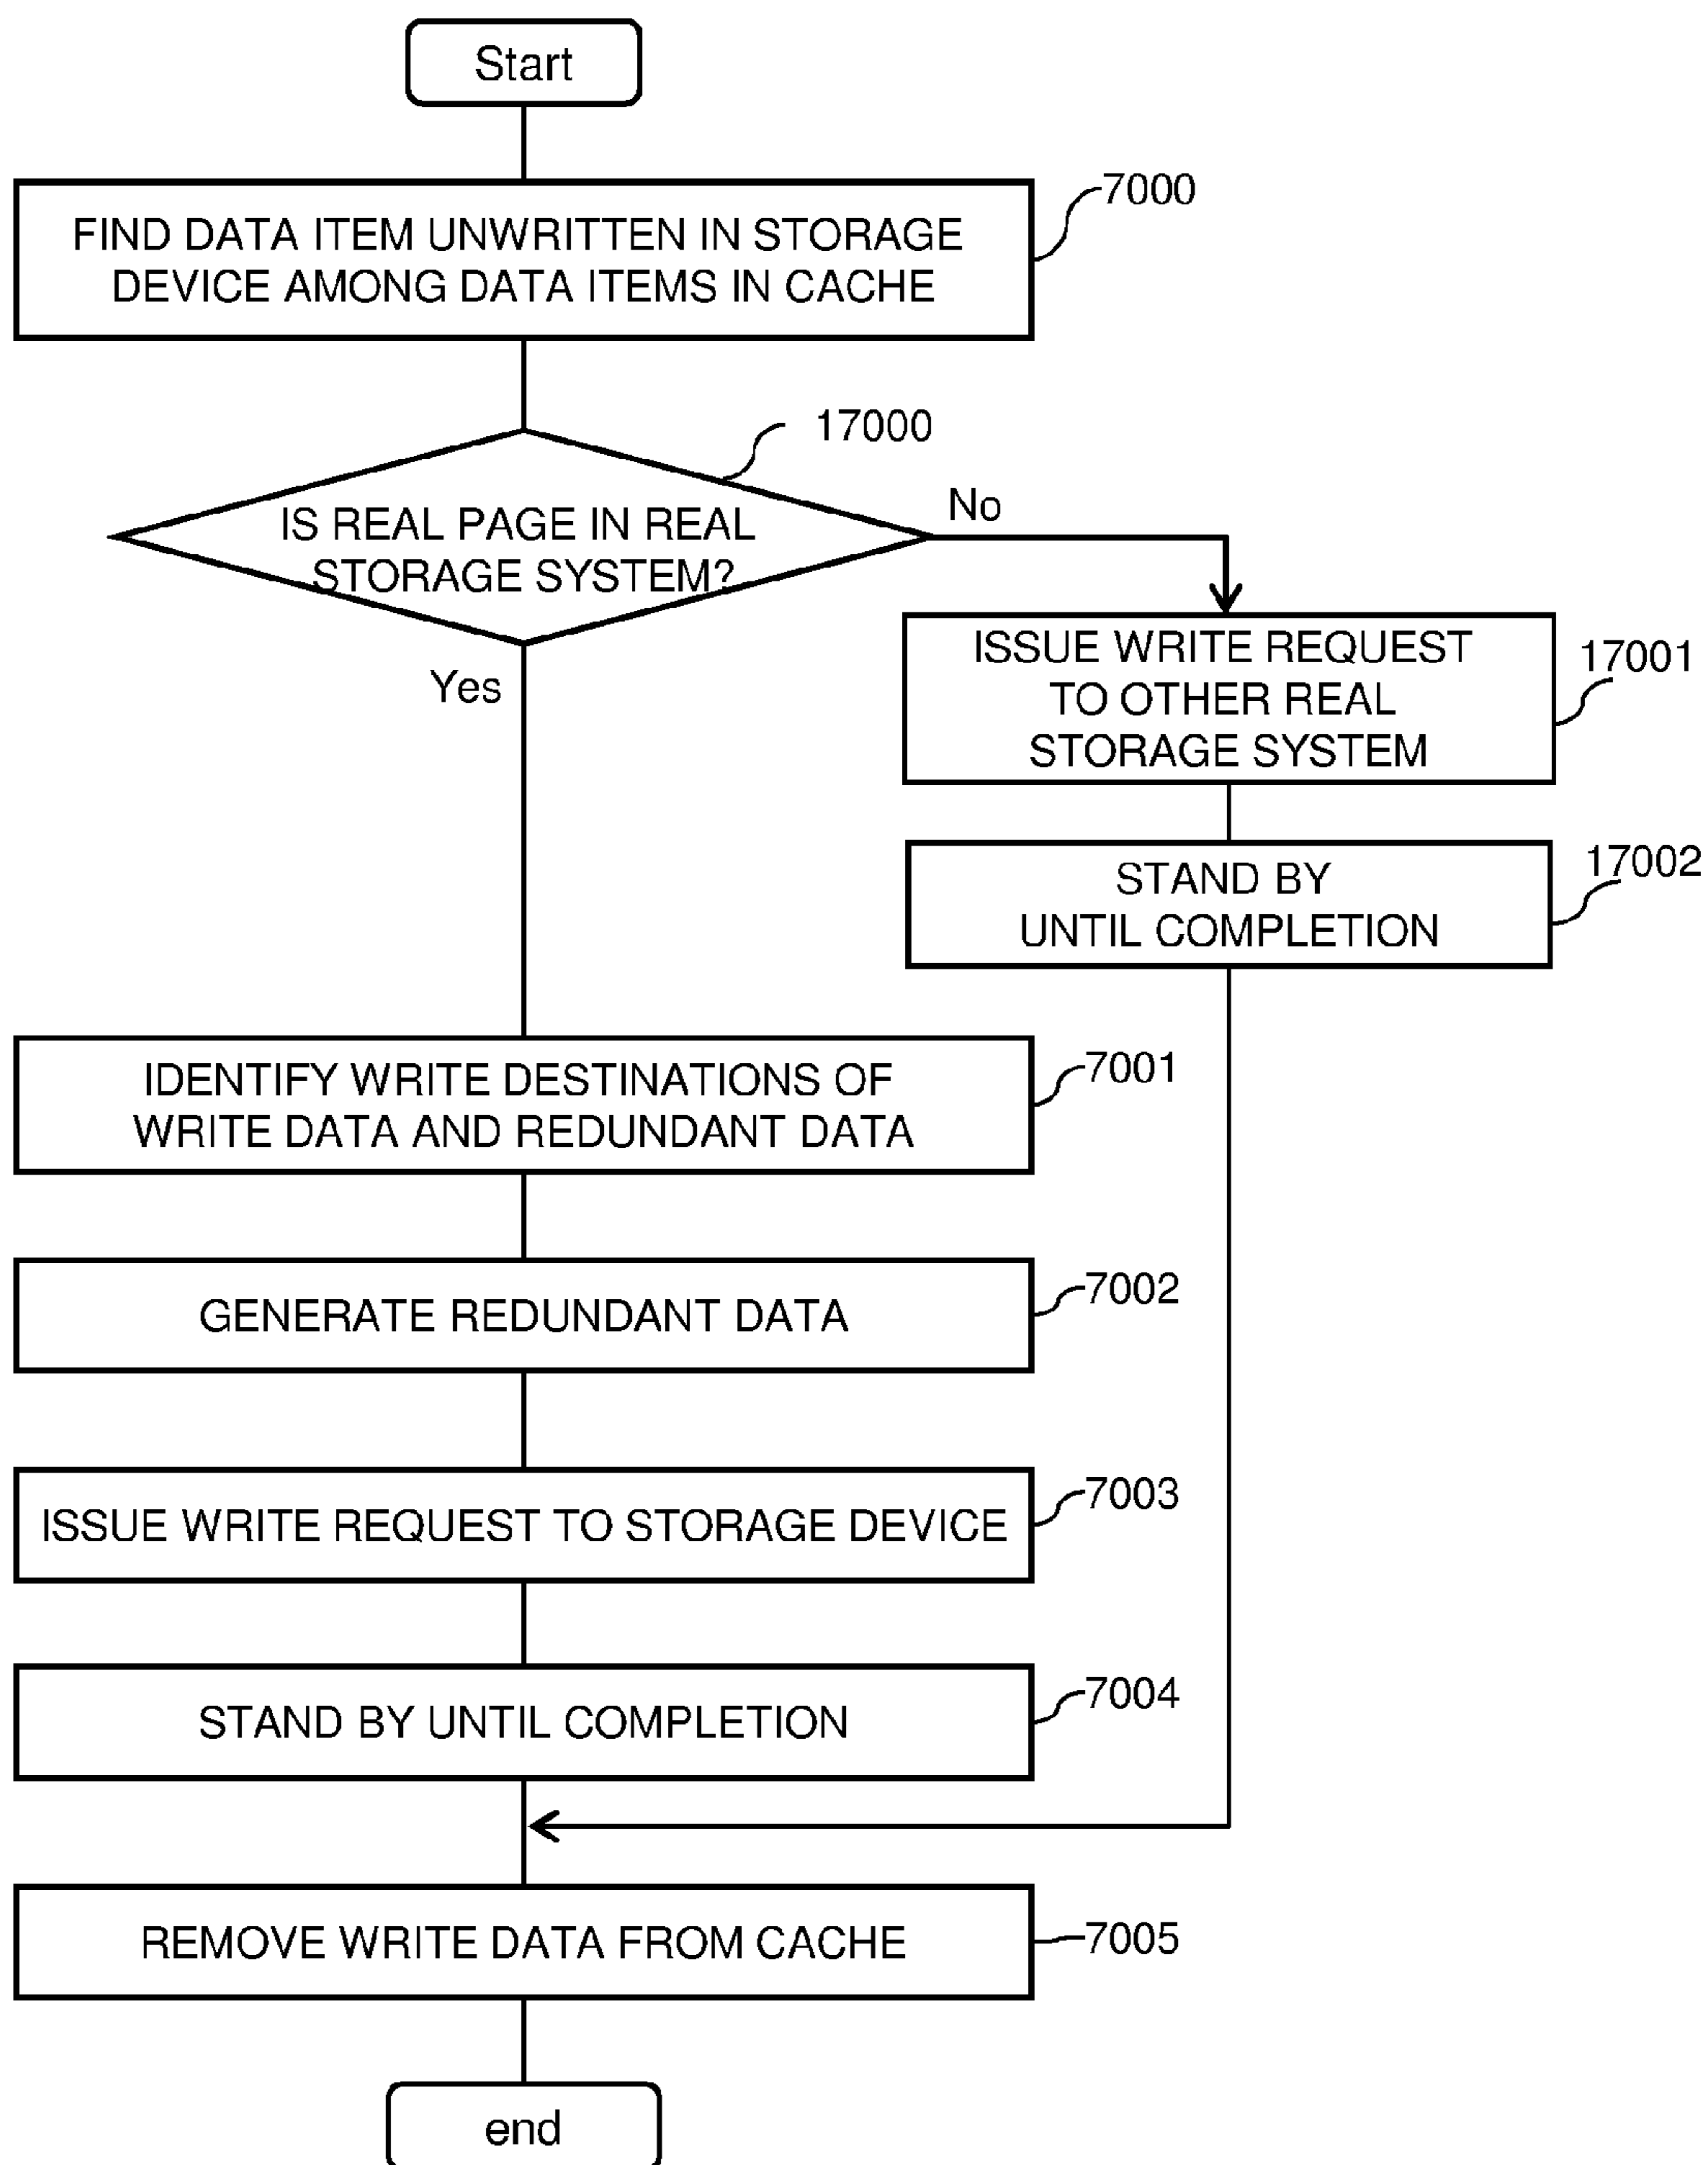 Start
7000
FIND DATA ITEM UNWRITTEN IN STORAGE
DEVICE AMONG DATA ITEMS IN CACHE
17000
IS REAL PAGE IN REAL
STORAGE SYSTEM?
No
Yes
ISSUE WRITE REQUEST
TO OTHER REAL
STORAGE SYSTEM
17001
STAND BY
UNTIL COMPLETION
17002
IDENTIFY WRITE DESTINATIONS OF
WRITE DATA AND REDUNDANT DATA
7001
GENERATE REDUNDANT DATA
7002
ISSUE WRITE REQUEST TO STORAGE DEVICE
7003
STAND BY UNTIL COMPLETION
7004
REMOVE WRITE DATA FROM CACHE
7005
end